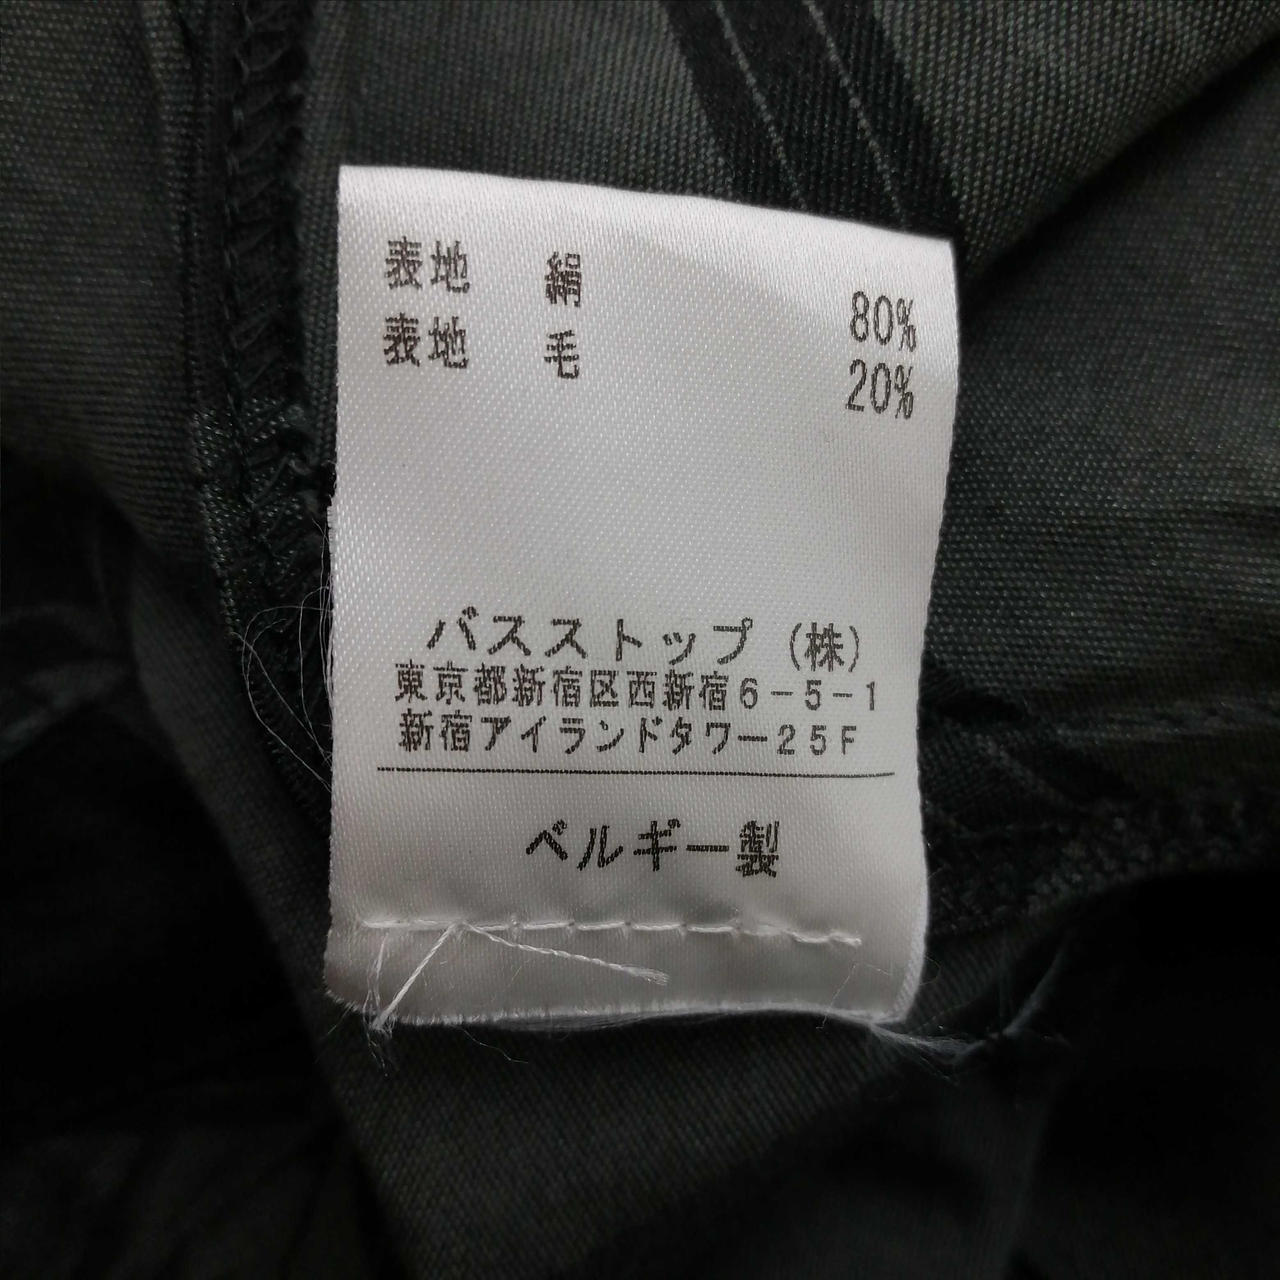 表地 絹 80%
表地 毛 20%
バスストップ(株)
東京都新宿区西新宿6-5-1
新宿アイランドタワー25F
ベルギー製